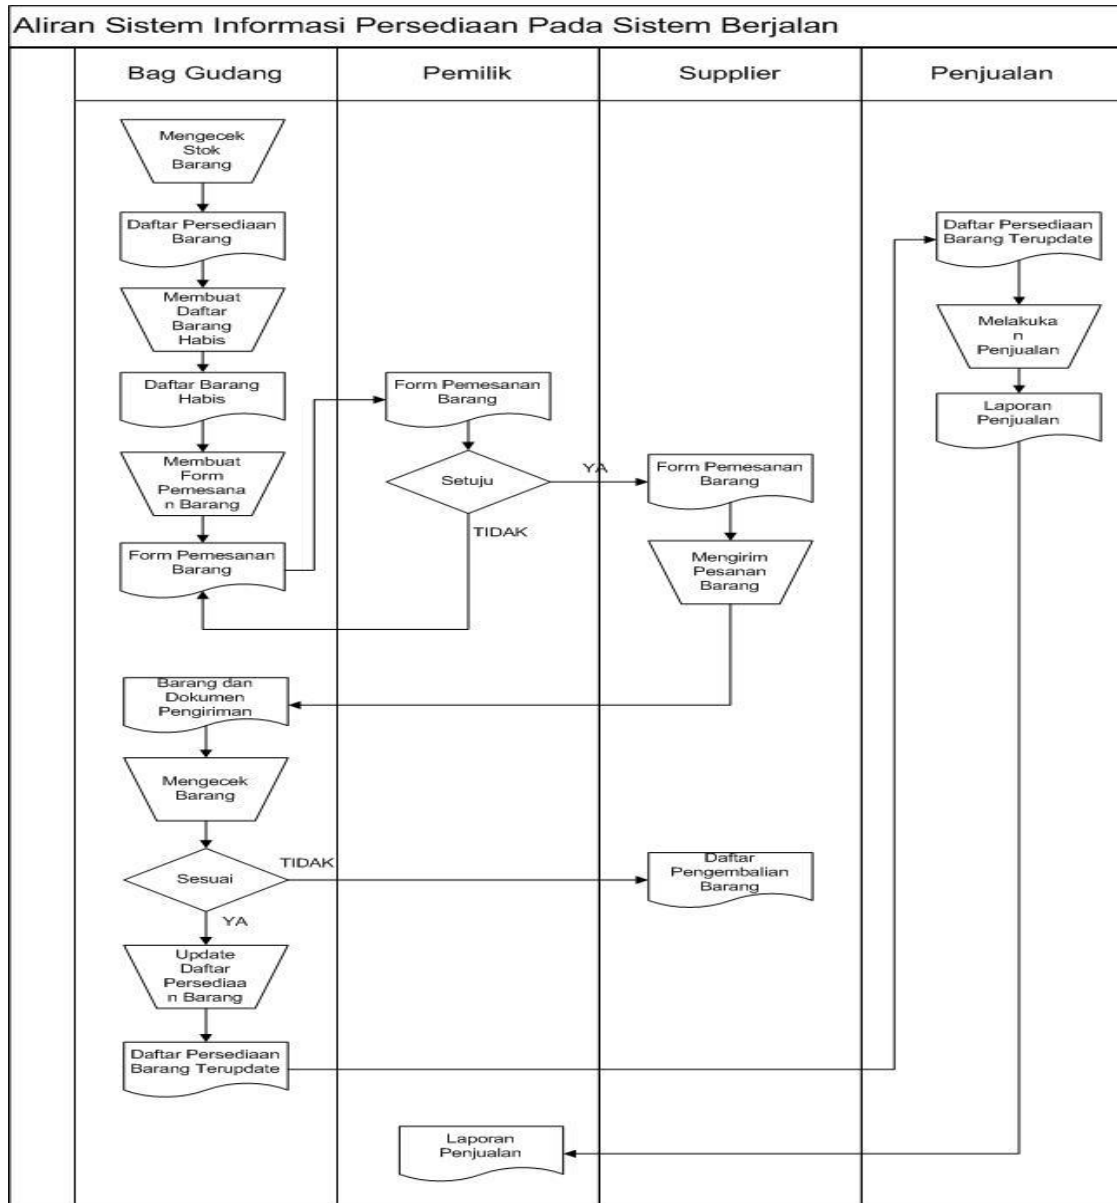 Aliran Sistem Informasi Persediaan Pada Sistem Berjalan
Bag Gudang
Pemilik
Supplier
Penjualan
Mengecek
Stok
Barang
Daftar Persediaan
Barang
Membuat
Daftar
Barang
Habis
Daftar Barang
Habis
Membuat
Form
Pemesana
n Barang
Form Pemesanan
Barang
Form Pemesanan
Barang
Setuju
YA
TIDAK
Form Pemesanan
Barang
Mengirim
Pesanan
Barang
Barang dan
Dokumen
Pengiriman
Mengecek
Barang
Sesuai
TIDAK
YA
Daftar
Pengembalian
Barang
Update
Daftar
Persediaa
n Barang
Daftar Persediaan
Barang Terupdate
Daftar Persediaan
Barang Terupdate
Melakuka
n
Penjualan
Laporan
Penjualan
Laporan
Penjualan